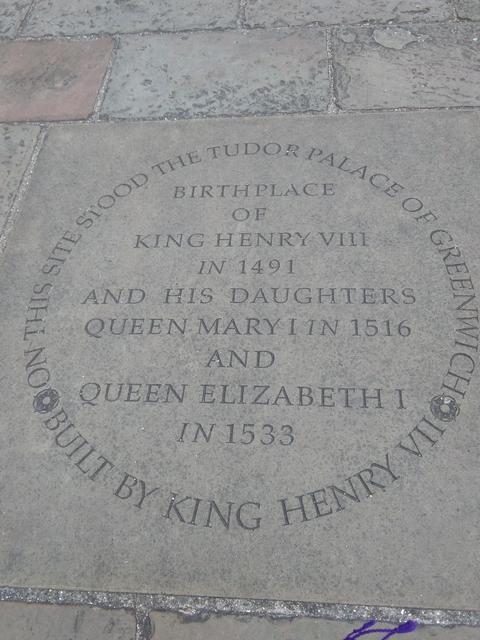 ON THIS SITE STOOD THE TUDOR PALACE OF GREENWICH
BIRTHPLACE
OF
KING HENRY VIII
IN 1491
AND HIS DAUGHTERS
QUEEN MARY I IN 1516
AND
QUEEN ELIZABETH I
IN 1533
BUILT BY KING HENRY VII